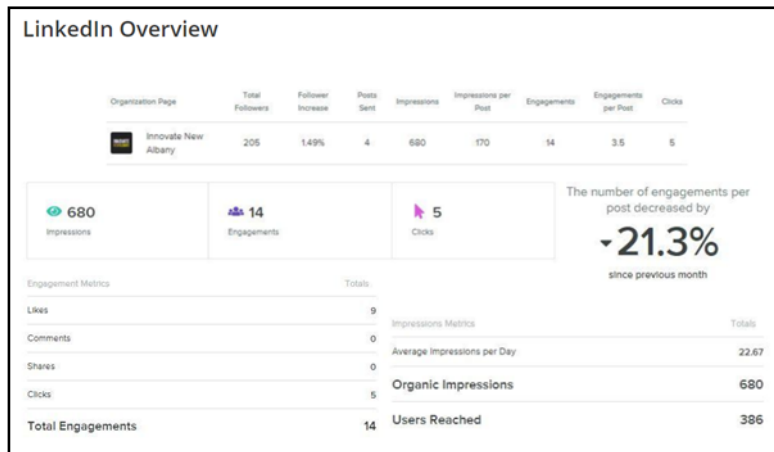 LinkedIn Overview
Organization Page Total Followers Follower Increase Posts Sent Impressions Impressions per Post Engagements Engagements per Post Clicks
Innovate New Albany 205 1.49% 4 680 170 14 3.5 5
680
Impressions
14
Engagements
5
Clicks
The number of engagements per
post decreased by
21.3%
since previous month
Engagement Metrics Totals
Likes 9
Comments 0
Shares 0
Clicks 5
Total Engagements 14
Impressions Metrics Totals
Average Impressions per Day 22.67
Organic Impressions 680
Users Reached 386